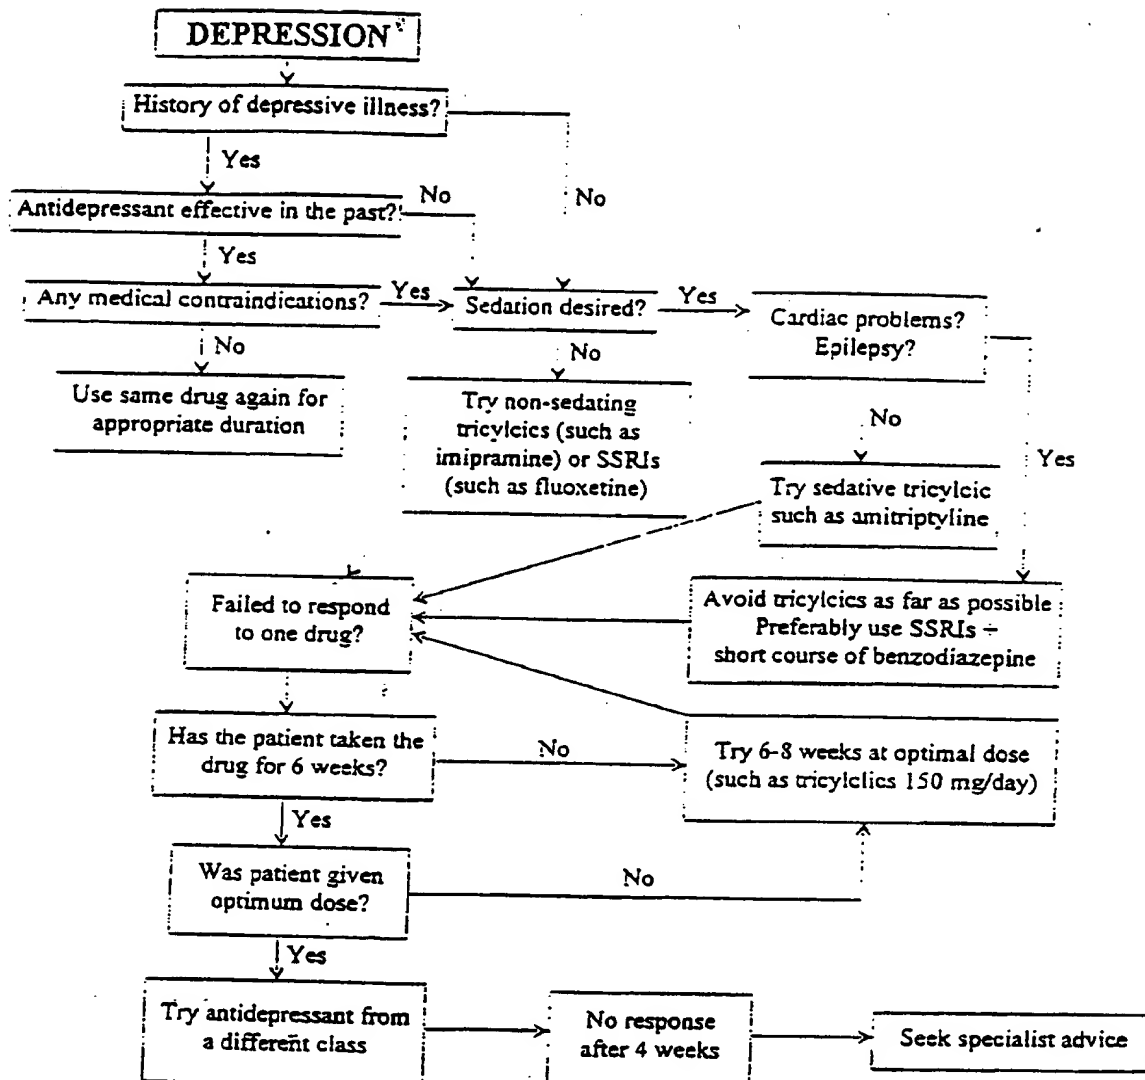 DEPRESSION
History of depressive illness?
Yes
No
No
Antidepressant effective in the past?
Yes
Any medical contraindications?
Yes
Sedation desired?
Yes
Cardiac problems?
Epilepsy?
No
No
Use same drug again for
appropriate duration
Try non-sedating
tricylcics (such as
imipramine) or SSRIs
(such as fluoxetine)
No
Yes
Try sedative tricylcic
such as amitriptyline
Failed to respond
to one drug?
Avoid tricylcics as far as possible
Preferably use SSRIs ÷
short course of benzodiazepine
Has the patient taken the
drug for 6 weeks?
No
Try 6-8 weeks at optimal dose
(such as tricylclics 150 mg/day)
Yes
Was patient given
optimum dose?
No
Yes
Try antidepressant from
a different class
No response
after 4 weeks
Seek specialist advice